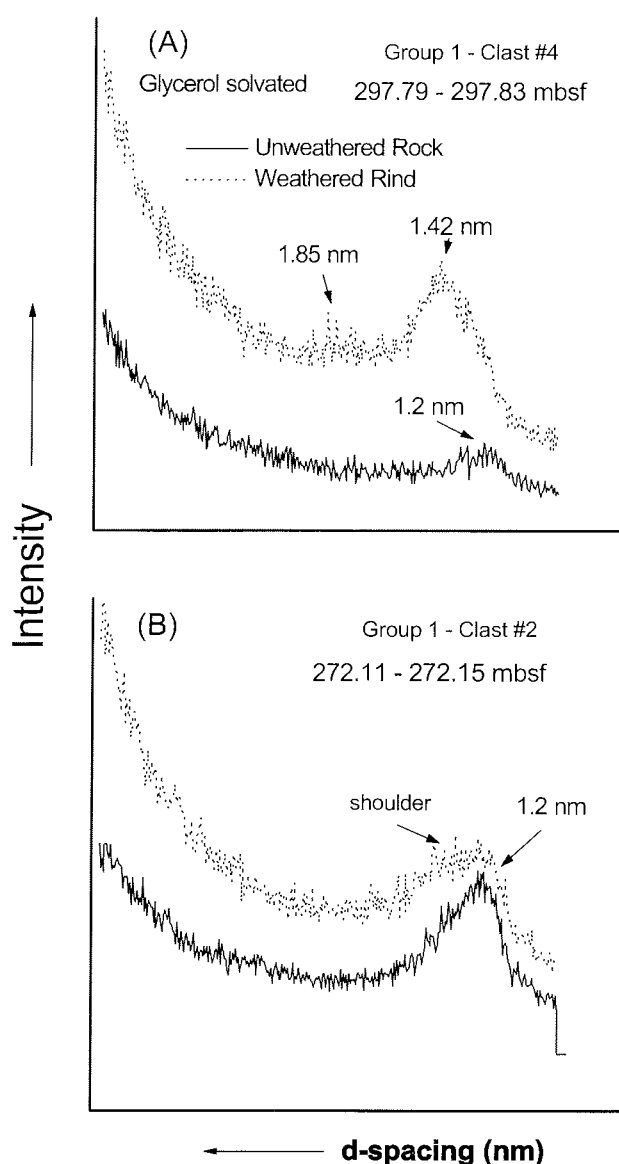 (A)
Group 1 - Clast #4
Glycerol solvated
297.79 - 297.83 mbsf
Unweathered Rock
Weathered Rind
1.42 nm
1.85 nm
1.2 nm
Intensity
(B)
Group 1 - Clast #2
272.11 - 272.15 mbsf
shoulder
1.2 nm
d-spacing (nm)